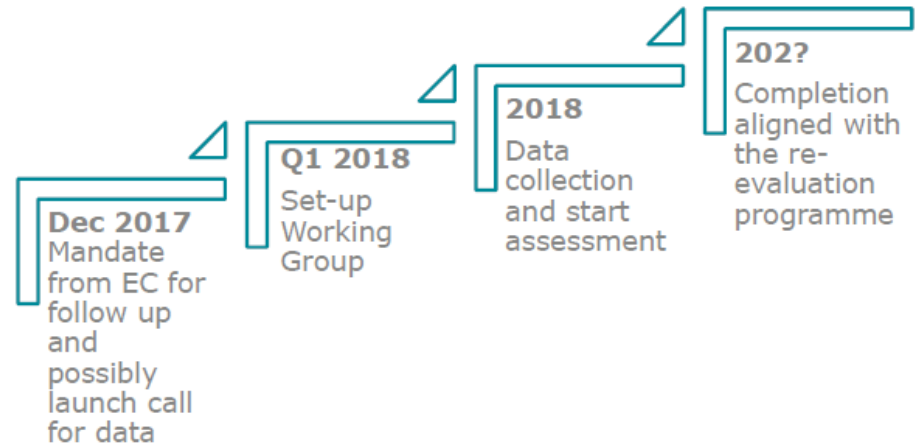 Dec 2017
Mandate
from EC for
follow up
and
possibly
launch call
for data
Q1 2018
Set-up
Working
Group
2018
Data
collection
and start
assessment
202?
Completion
aligned with
the re-
evaluation
programme